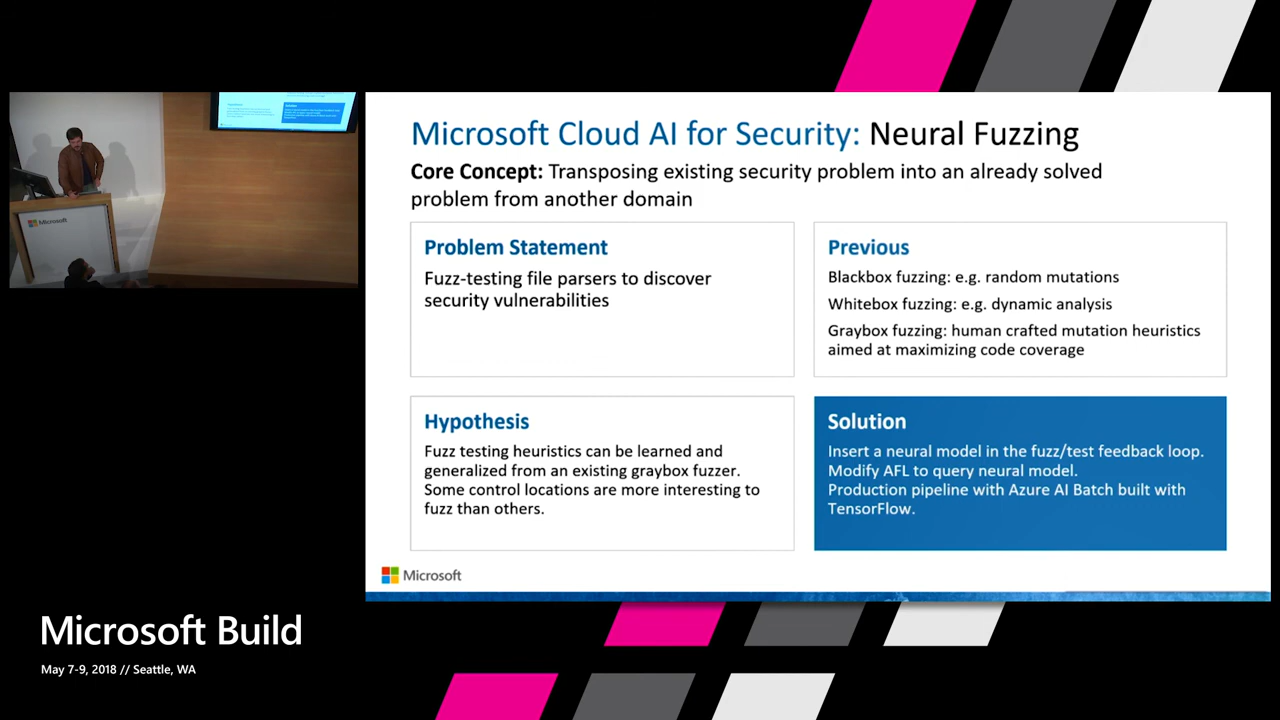 Microsoft Cloud AI for Security: Neural Fuzzing
Core Concept: Transposing existing security problem into an already solved
problem from another domain
Problem Statement
Fuzz-testing file parsers to discover
security vulnerabilities
Previous
Blackbox fuzzing: e.g. random mutations
Whitebox fuzzing: e.g. dynamic analysis
Graybox fuzzing: human crafted mutation heuristics
aimed at maximizing code coverage
Hypothesis
Fuzz testing heuristics can be learned and
generalized from an existing graybox fuzzer.
Some control locations are more interesting to
fuzz than others.
Solution
Insert a neural model in the fuzz/test feedback loop.
Modify AFL to query neural model.
Production pipeline with Azure AI Batch built with
TensorFlow.
Microsoft
Microsoft
Microsoft Build
May 7-9, 2018 // Seattle, WA